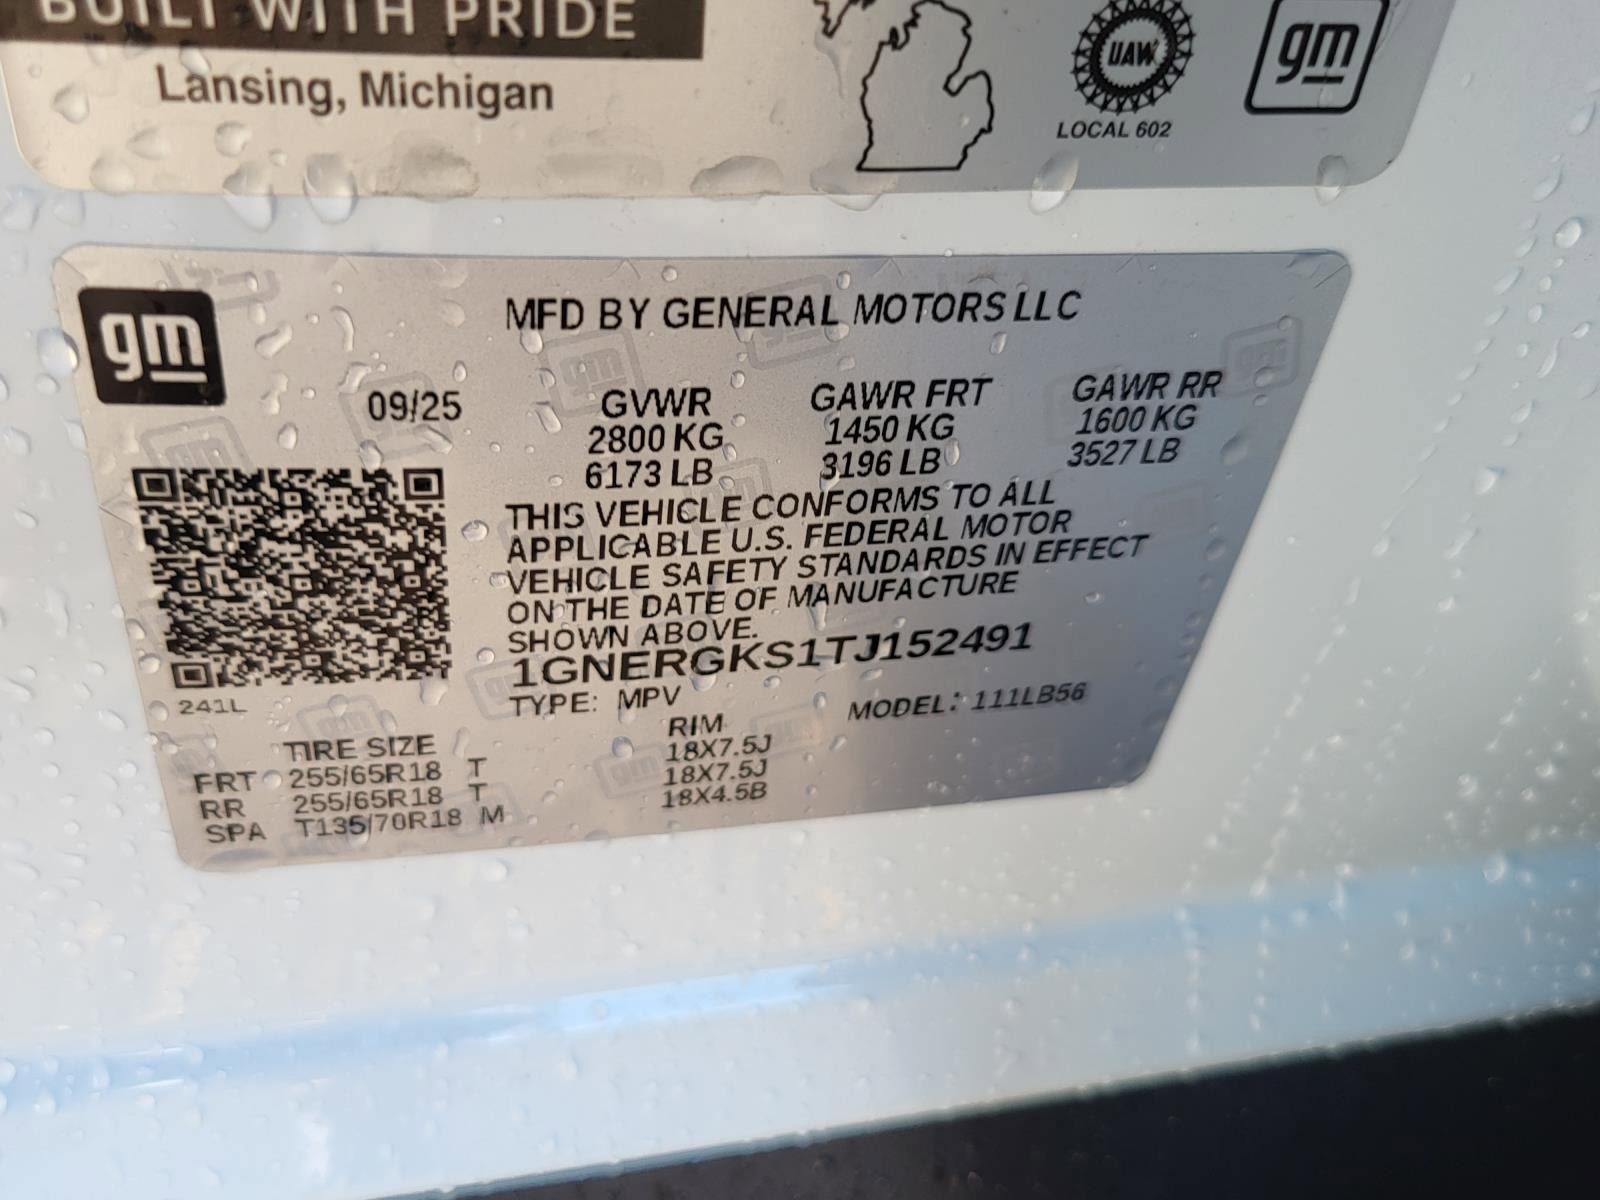 BUILT WITH PRIDE
Lansing, Michigan
UAW
LOCAL 602
gm
gm
MFD BY GENERAL MOTORS LLC
09/25
GVWR GAWR FRT GAWR RR
2800 KG 1450 KG 1600 KG
6173 LB 3196 LB 3527 LB
THIS VEHICLE CONFORMS TO ALL
APPLICABLE U.S. FEDERAL MOTOR
VEHICLE SAFETY STANDARDS IN EFFECT
ON THE DATE OF MANUFACTURE
SHOWN ABOVE.
1GNERGKS1TJ152491
241L
TYPE: MPV MODEL: 111LB56
TIRE SIZE RIM
FRT 255/65R18 T 18X7.5J
RR 255/65R18 T 18X7.5J
SPA T135/70R18 M 18X4.5B